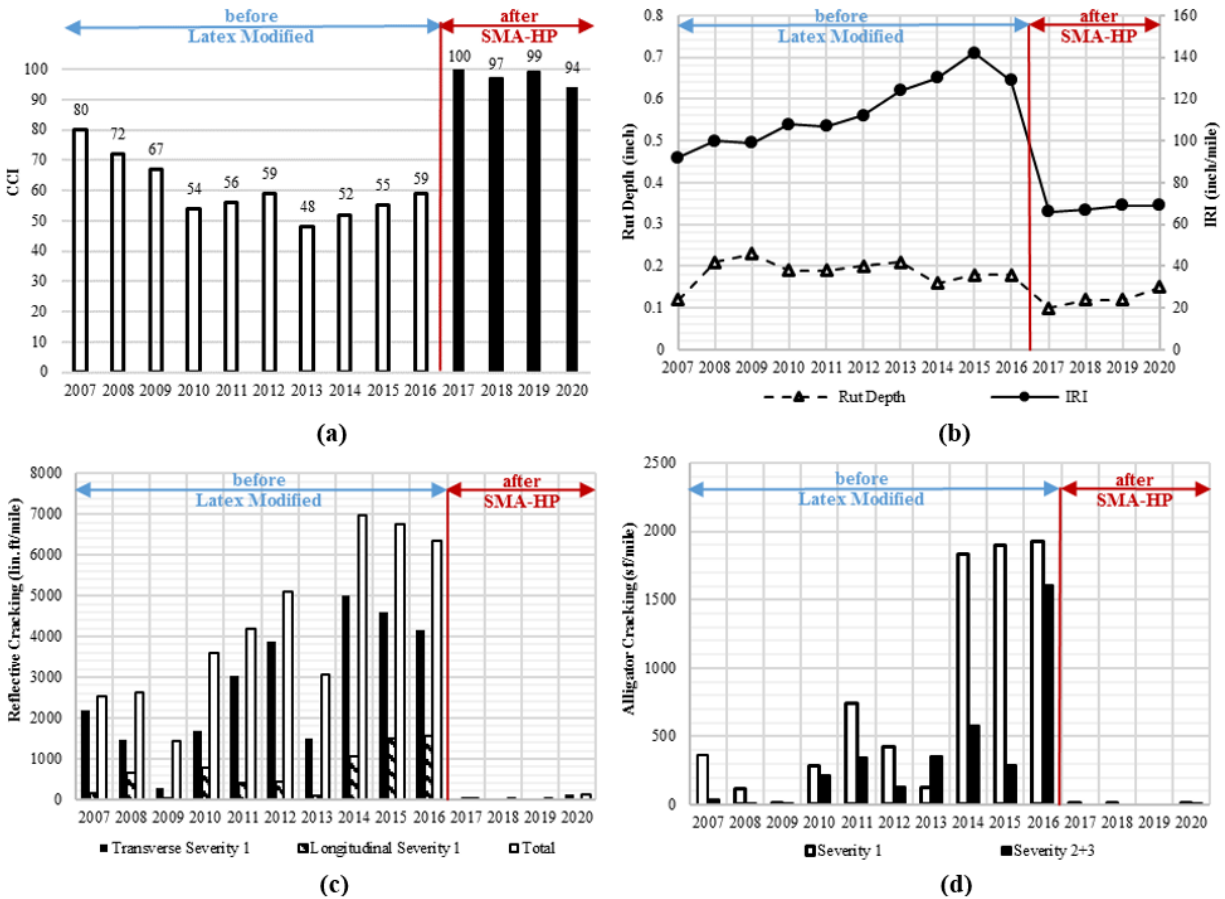 before
Latex Modified
after
SMA-HP
CCI
100
90
80
70
60
50
40
30
20
10
0
80
72
67
54
56
59
48
52
55
59
100
97
99
94
2007 2008 2009 2010 2011 2012 2013 2014 2015 2016 2017 2018 2019 2020
(a)
before
Latex Modified
after
SMA-HP
Rut Depth (inch)
0.8
0.7
0.6
0.5
0.4
0.3
0.2
0.1
0
IRI (inch/mile)
160
140
120
100
80
60
40
20
0
2007 2008 2009 2010 2011 2012 2013 2014 2015 2016 2017 2018 2019 2020
Rut Depth IRI
(b)
before
Latex Modified
after
SMA-HP
Reflective Cracking (lin.ft/mile)
8000
7000
6000
5000
4000
3000
2000
1000
0
2007 2008 2009 2010 2011 2012 2013 2014 2015 2016 2017 2018 2019 2020
Transverse Severity 1 Longitudinal Severity 1 Total
(c)
before
Latex Modified
after
SMA-HP
Alligator Cracking (sf/mile)
2500
2000
1500
1000
500
0
2007 2008 2009 2010 2011 2012 2013 2014 2015 2016 2017 2018 2019 2020
Severity 1 Severity 2+3
(d)